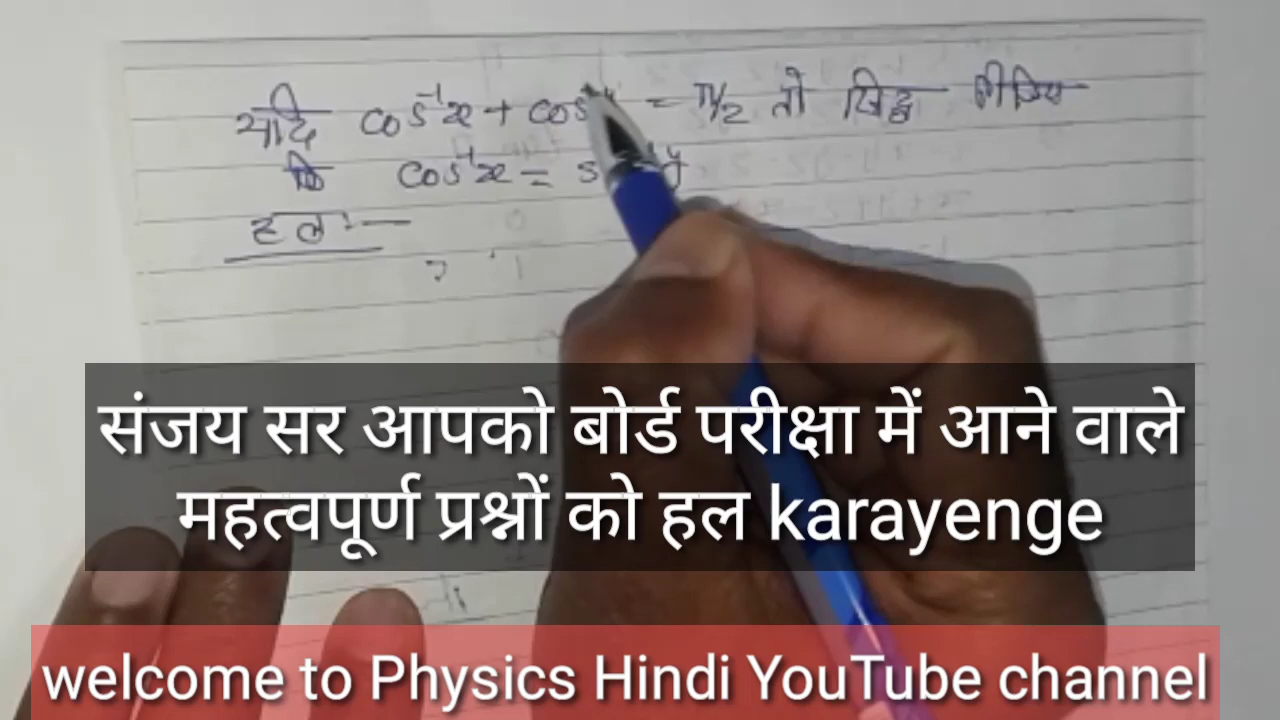 यदि cos⁻¹x + cos = π/2 तो सिद्ध कीजिए
कि cos⁻¹x =
हल :—
संजय सर आपको बोर्ड परीक्षा में आने वाले
महत्वपूर्ण प्रश्नों को हल karayenge
welcome to Physics Hindi YouTube channel